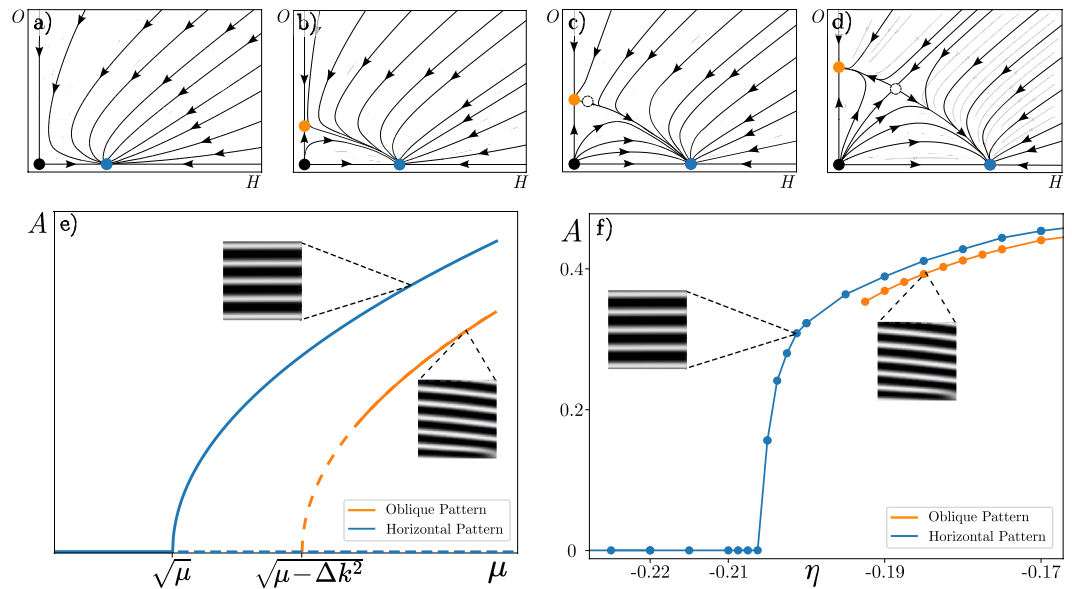 O a)
H
O b)
H
O c)
H
O d)
H
A e)
Oblique Pattern
Horizontal Pattern
√μ √μ−Δk² μ
A f)
0.4
0.2
0
Oblique Pattern
Horizontal Pattern
-0.22 -0.21 η -0.19 -0.17